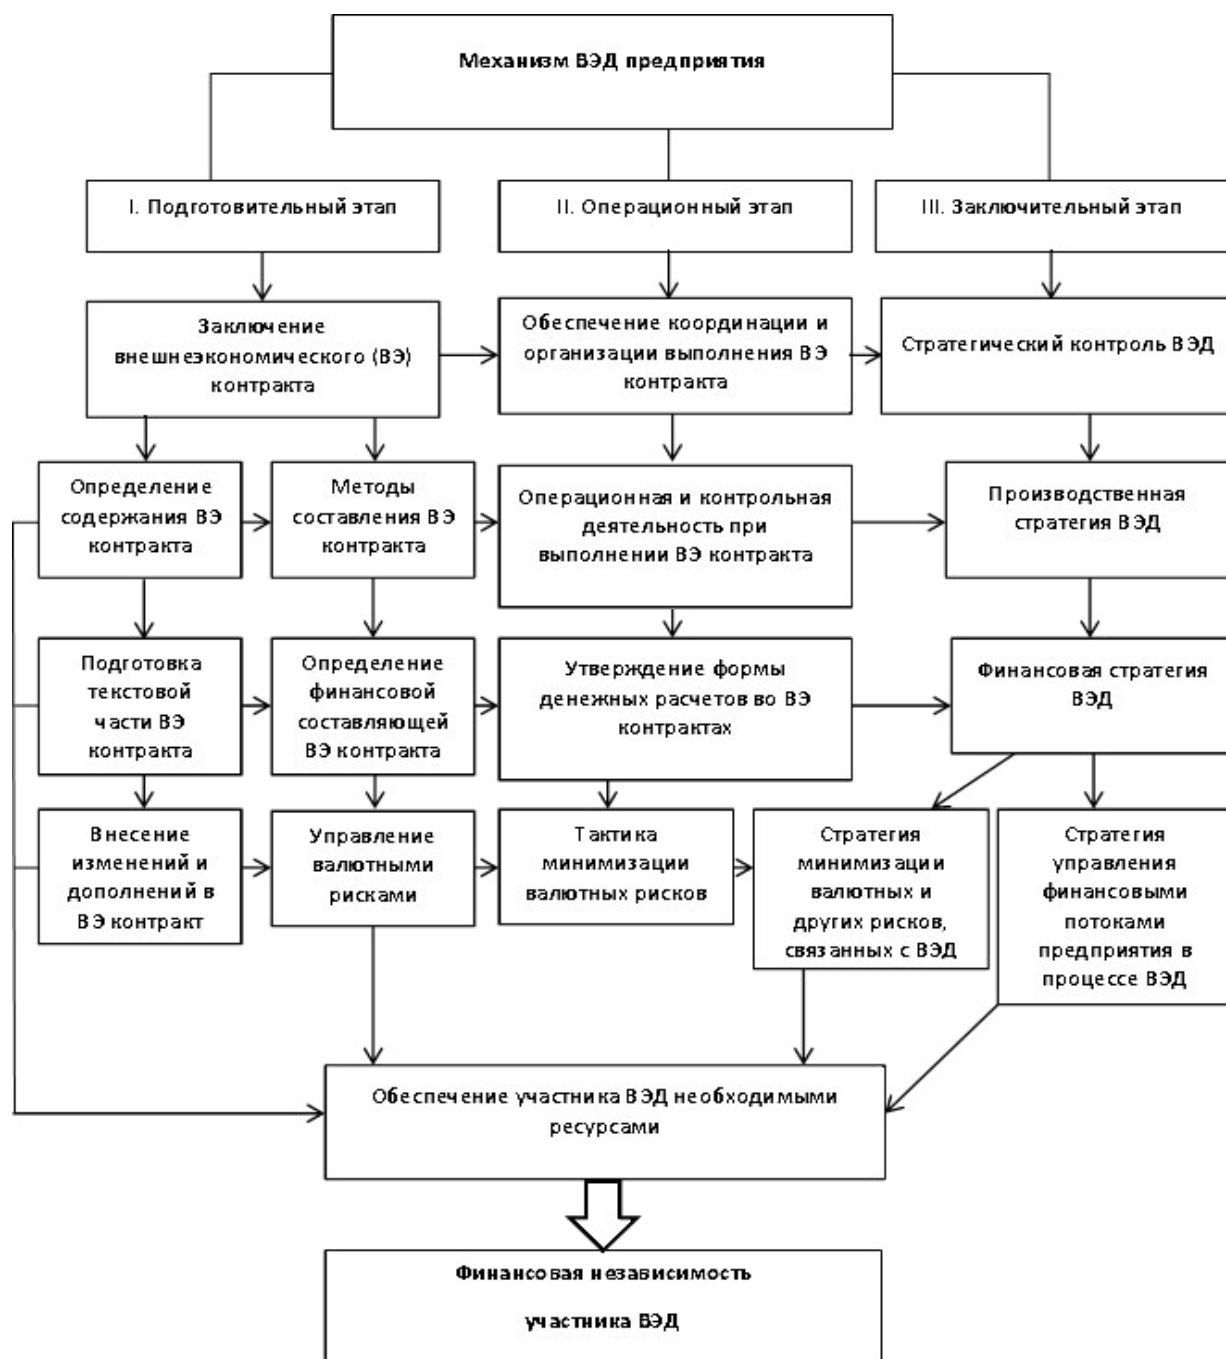 Механизм ВЭД предприятия
I. Подготовительный этап
II. Операционный этап
III. Заключительный этап
Заключение
внешнеэкономического (ВЭ)
контракта
Обеспечение координации и
организации выполнения ВЭ
контракта
Стратегический контроль ВЭД
Определение
содержания ВЭ
контракта
Методы
составления ВЭ
контракта
Операционная и контрольная
деятельность при
выполнении ВЭ контракта
Производственная
стратегия ВЭД
Подготовка
текстовой
части ВЭ
контракта
Определение
финансовой
составляющей
ВЭ контракта
Утверждение формы
денежных расчетов во ВЭ
контрактах
Финансовая стратегия
ВЭД
Внесение
изменений и
дополнений в
ВЭ контракт
Управление
валютными
рисками
Тактика
минимизации
валютных рисков
Стратегия
минимизации
валютных и
других рисков,
связанных с ВЭД
Стратегия
управления
финансовыми
потоками
предприятия в
процессе ВЭД
Обеспечение участника ВЭД необходимыми
ресурсами
Финансовая независимость
участника ВЭД